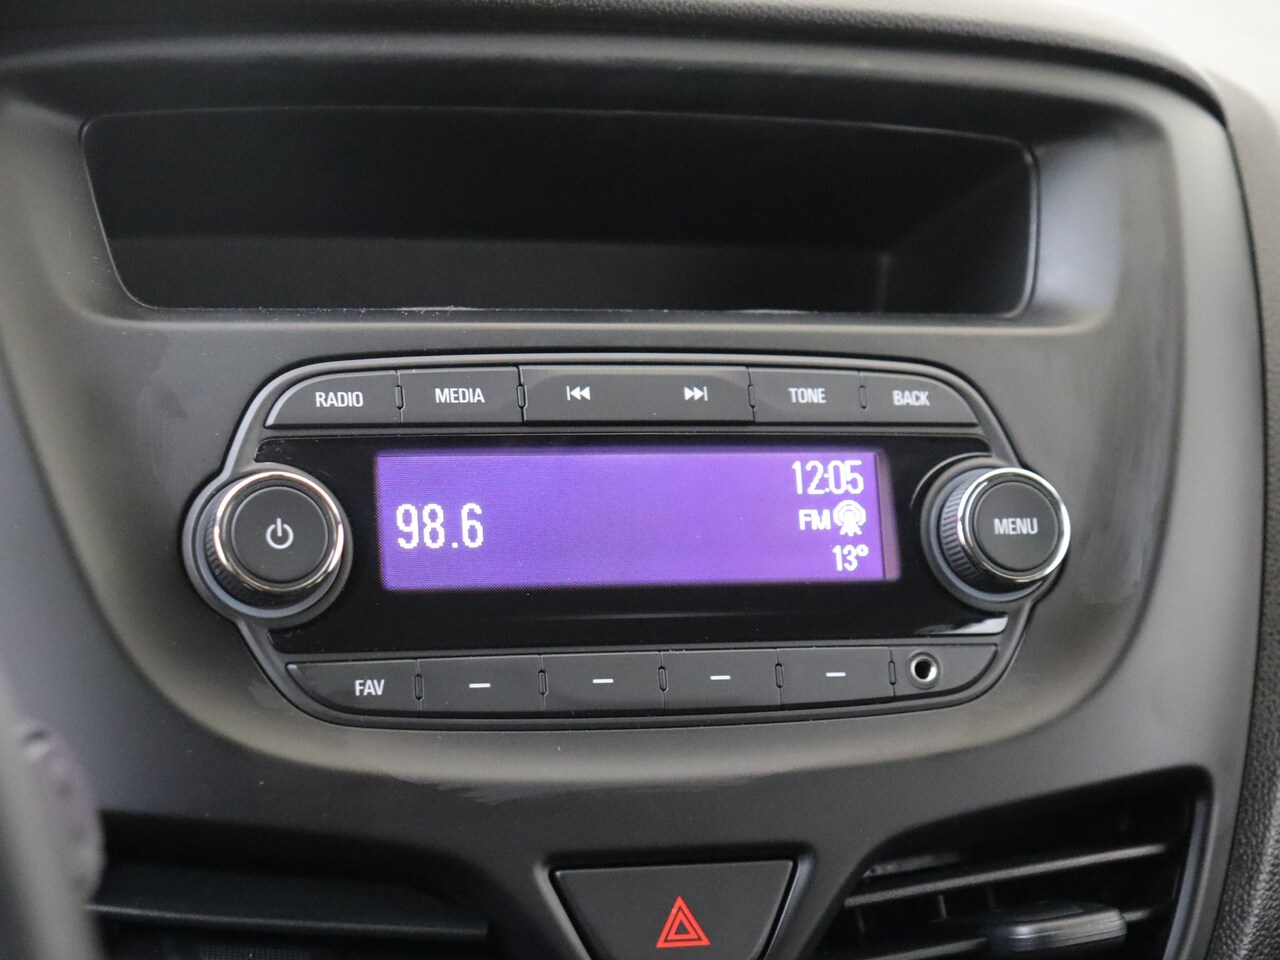 RADIO MEDIA TONE BACK
12:05
98.6 FM
13°
MENU
FAV